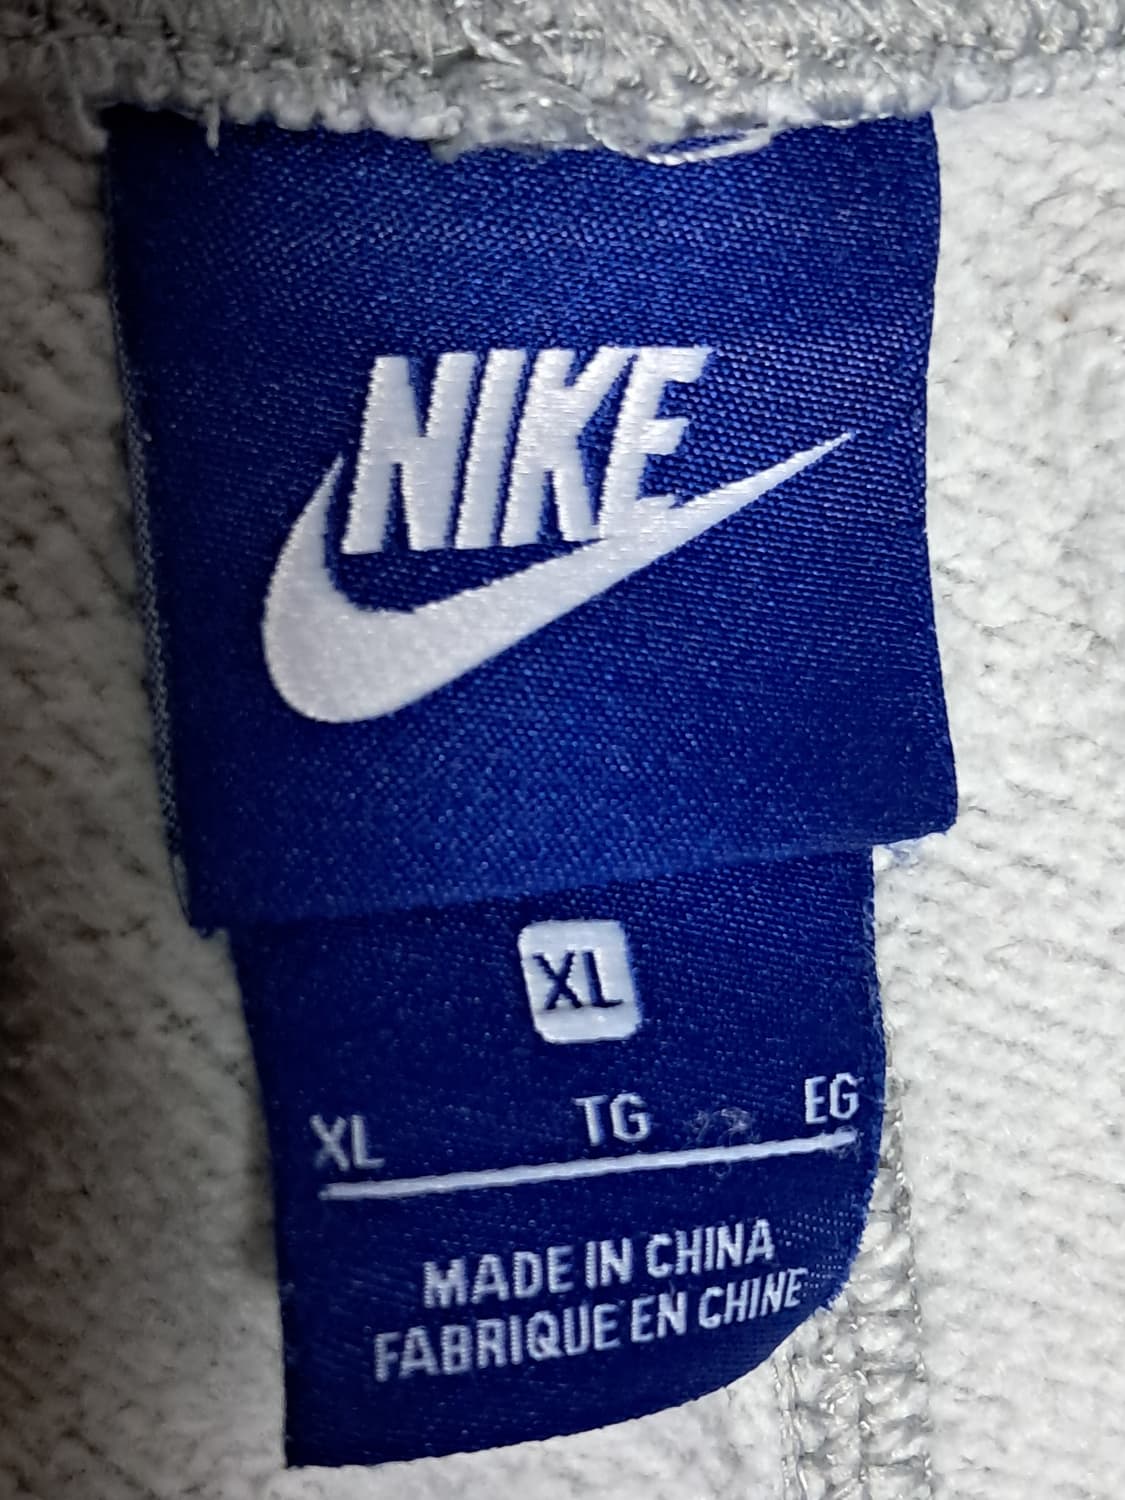 NIKE
XL
XL TG EG
MADE IN CHINA
FABRIQUE EN CHINE